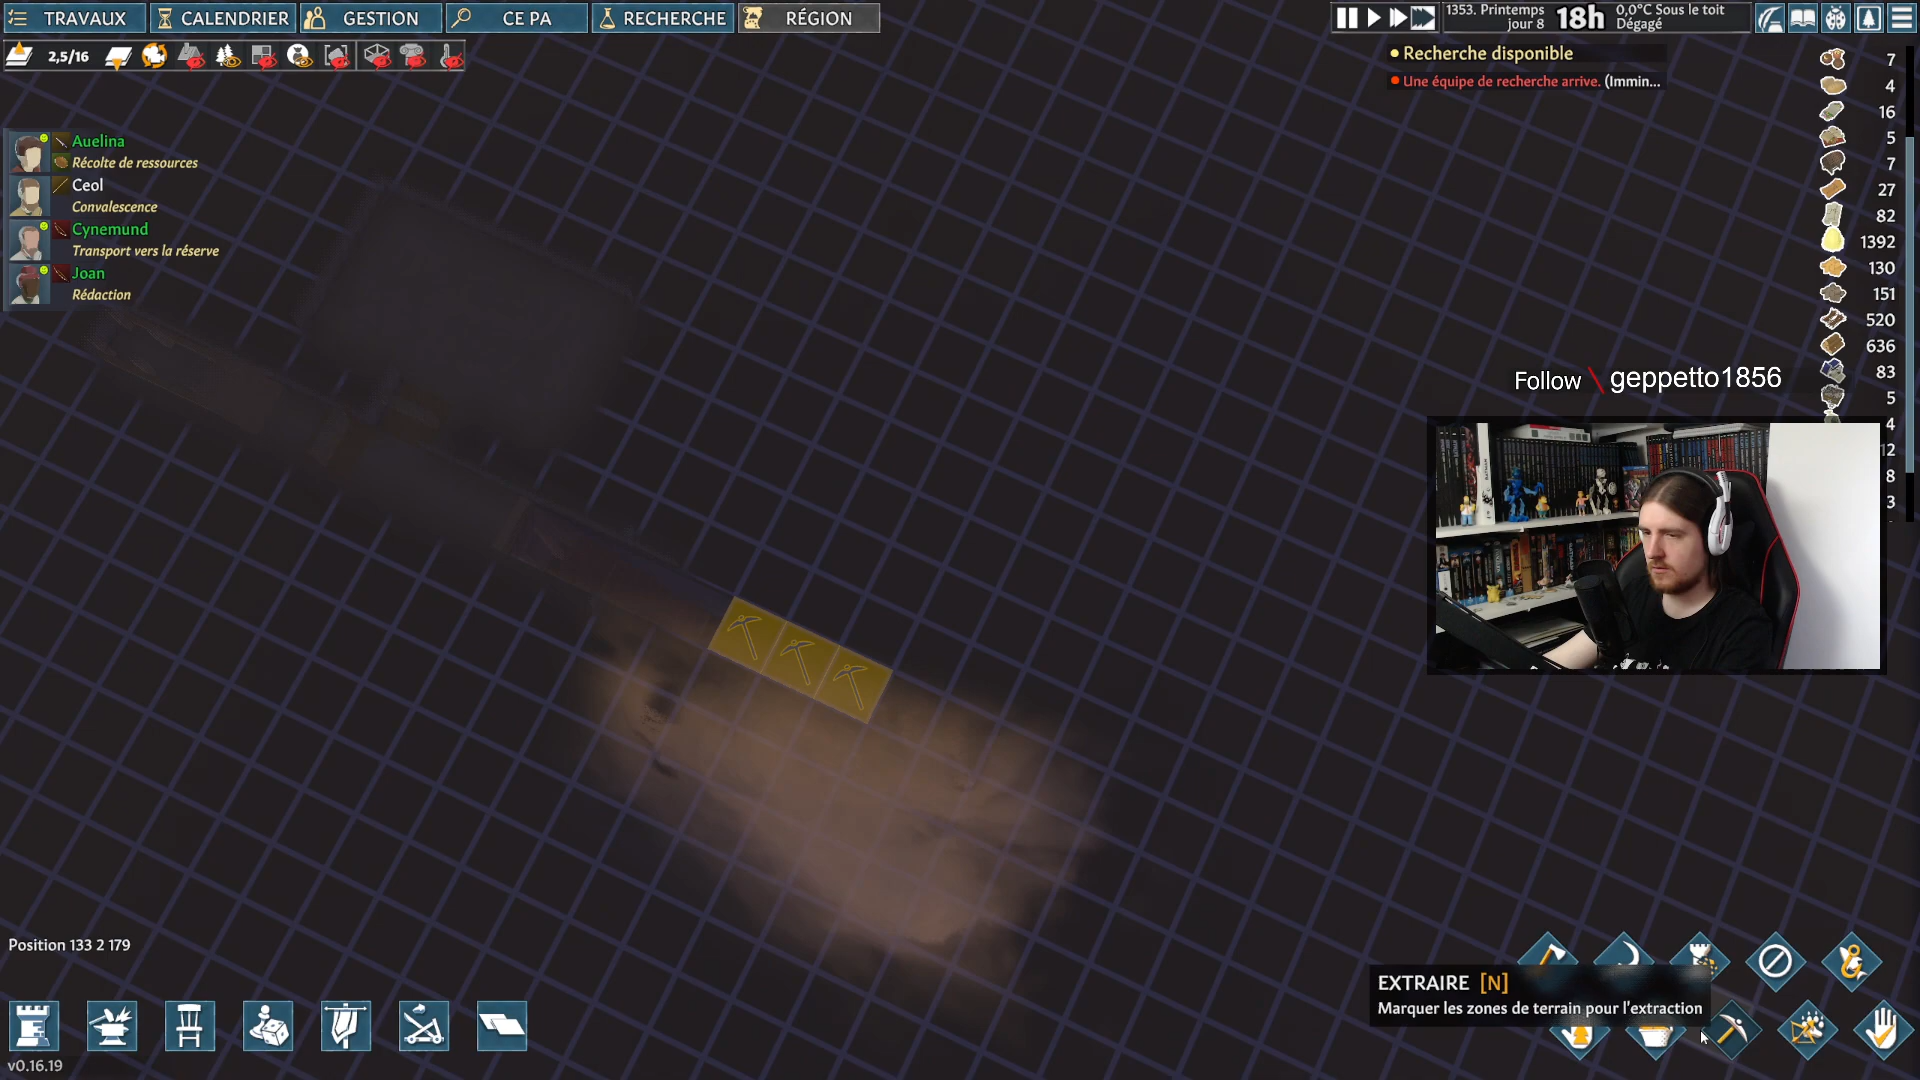 TRAVAUX
CALENDRIER
GESTION
CE PA
RECHERCHE
RÉGION
1353. Printemps
jour 8
18h
0,0°C Sous le toit
Dégagé
2,5/16
Recherche disponible
Une équipe de recherche arrive. (Immin...
7
4
16
5
7
27
82
1392
130
151
520
636
83
5
4
12
8
3
Auelina
Récolte de ressources
Ceol
Convalescence
Cynemund
Transport vers la réserve
Joan
Rédaction
Follow \ geppetto1856
Position 133 2 179
EXTRAIRE [N]
Marquer les zones de terrain pour l'extraction
v0.16.19